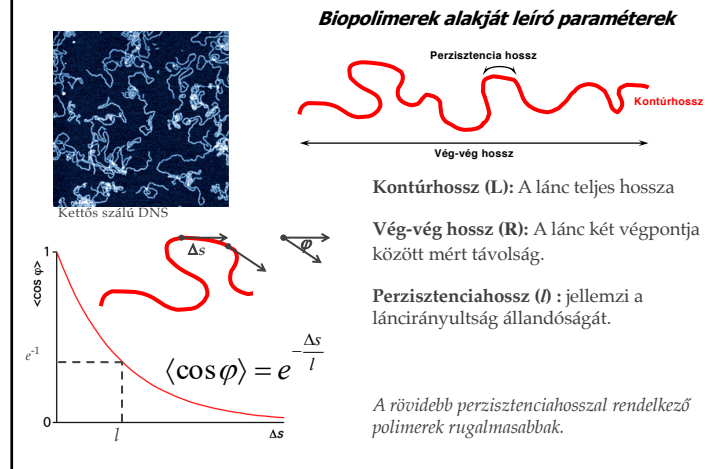 Biopolimerek alakját leíró paraméterek
Perzisztencia hossz
Kontúrhossz
Vég-vég hossz
Kettős szálú DNS
Kontúrhossz (L): A lánc teljes hossza
Vég-vég hossz (R): A lánc két végpontja
között mért távolság.
Perzisztenciahossz (l) : jellemzi a
láncirányultság állandóságát.
Δs
φ
1
<cos φ>
e⁻¹
0
l
Δs
⟨cosφ⟩ = e^{-Δs/l}
A rövidebb perzisztenciahosszal rendelkező
polimerek rugalmasabbak.